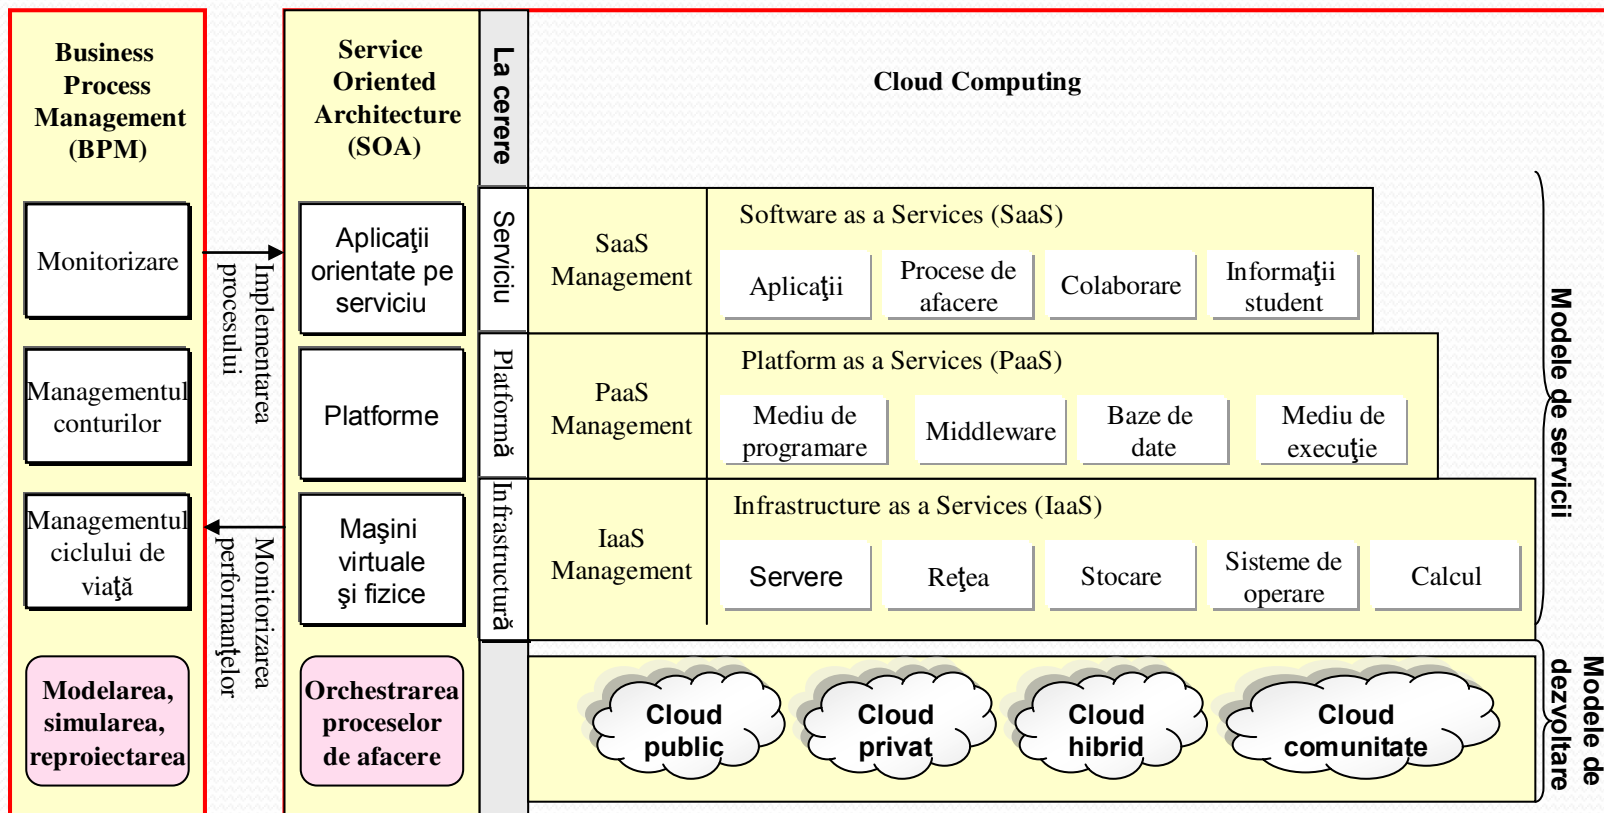 Business
Process
Management
(BPM)
Monitorizare
Managementul
conturilor
Managementul
ciclului de
viaţă
Modelarea,
simularea,
reproiectarea
Implementarea
procesului
Monitorizarea
performanţelor
Service
Oriented
Architecture
(SOA)
Aplicaţii
orientate pe
serviciu
Platforme
Maşini
virtuale
şi fizice
Orchestrarea
proceselor
de afacere
La cerere
Serviciu
Platformă
Infrastructură
Cloud Computing
SaaS
Management
Software as a Services (SaaS)
Aplicaţii
Procese de
afacere
Colaborare
Informaţii
student
PaaS
Management
Platform as a Services (PaaS)
Mediu de
programare
Middleware
Baze de
date
Mediu de
execuţie
IaaS
Management
Infrastructure as a Services (IaaS)
Servere
Reţea
Stocare
Sisteme de
operare
Calcul
Cloud
public
Cloud
privat
Cloud
hibrid
Cloud
comunitate
Modele de servicii
Modele de
dezvoltare